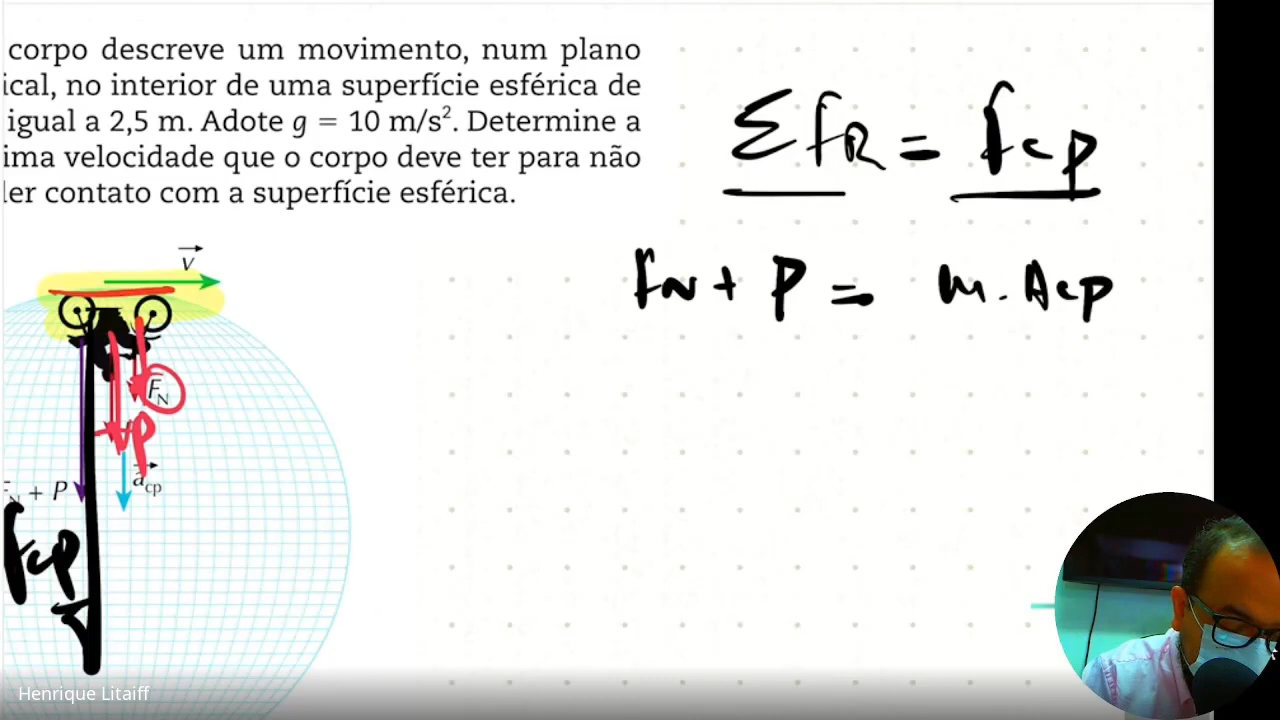 corpo descreve um movimento, num plano
ical, no interior de uma superfície esférica de
igual a 2,5 m. Adote g = 10 m/s². Determine a
ima velocidade que o corpo deve ter para não
ler contato com a superfície esférica.
ΣFR = Fcp
FN + P = m. Acp
V
FN
P
acp
N + P
Fcp
Henrique Litaiff